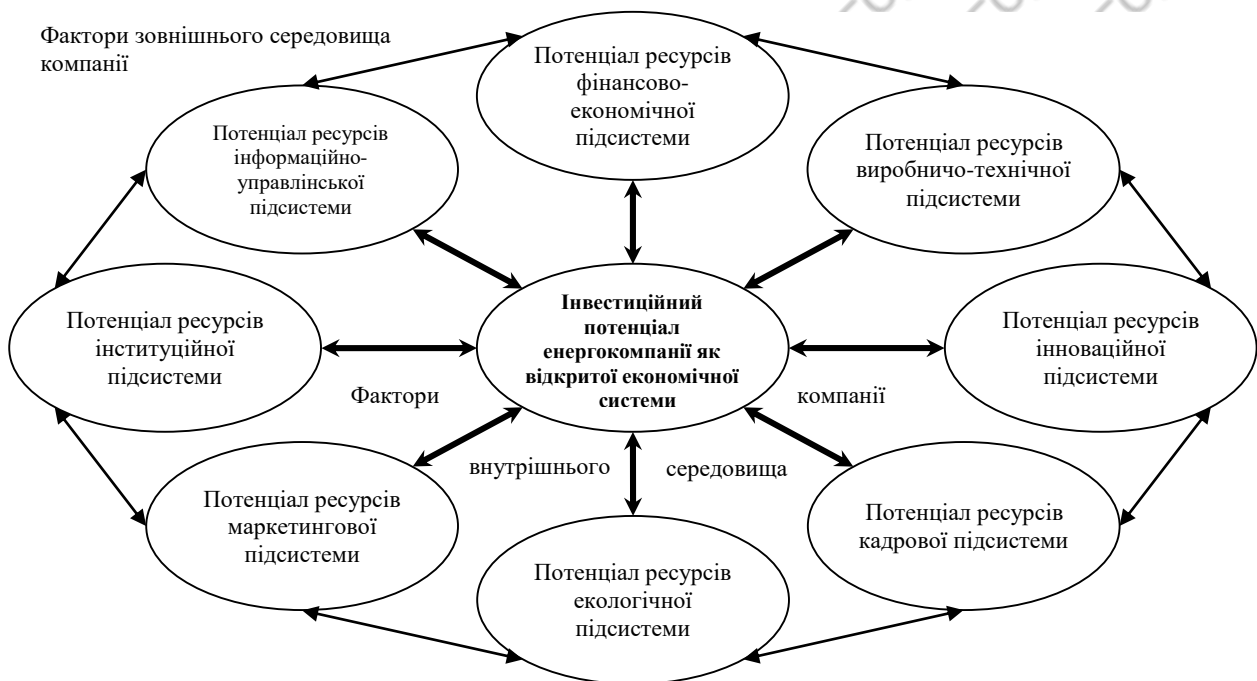 Фактори зовнішнього середовища
компанії
Потенціал ресурсів
фінансово-
економічної
підсистеми
Потенціал ресурсів
інформаційно-
управлінської
підсистеми
Потенціал ресурсів
виробничо-технічної
підсистеми
Потенціал ресурсів
інституційної
підсистеми
Інвестиційний
потенціал
енергокомпанії як
відкритої економічної
системи
Потенціал ресурсів
інноваційної
підсистеми
Фактори
компанії
внутрішнього
середовища
Потенціал ресурсів
маркетингової
підсистеми
Потенціал ресурсів
кадрової підсистеми
Потенціал ресурсів
екологічної
підсистеми